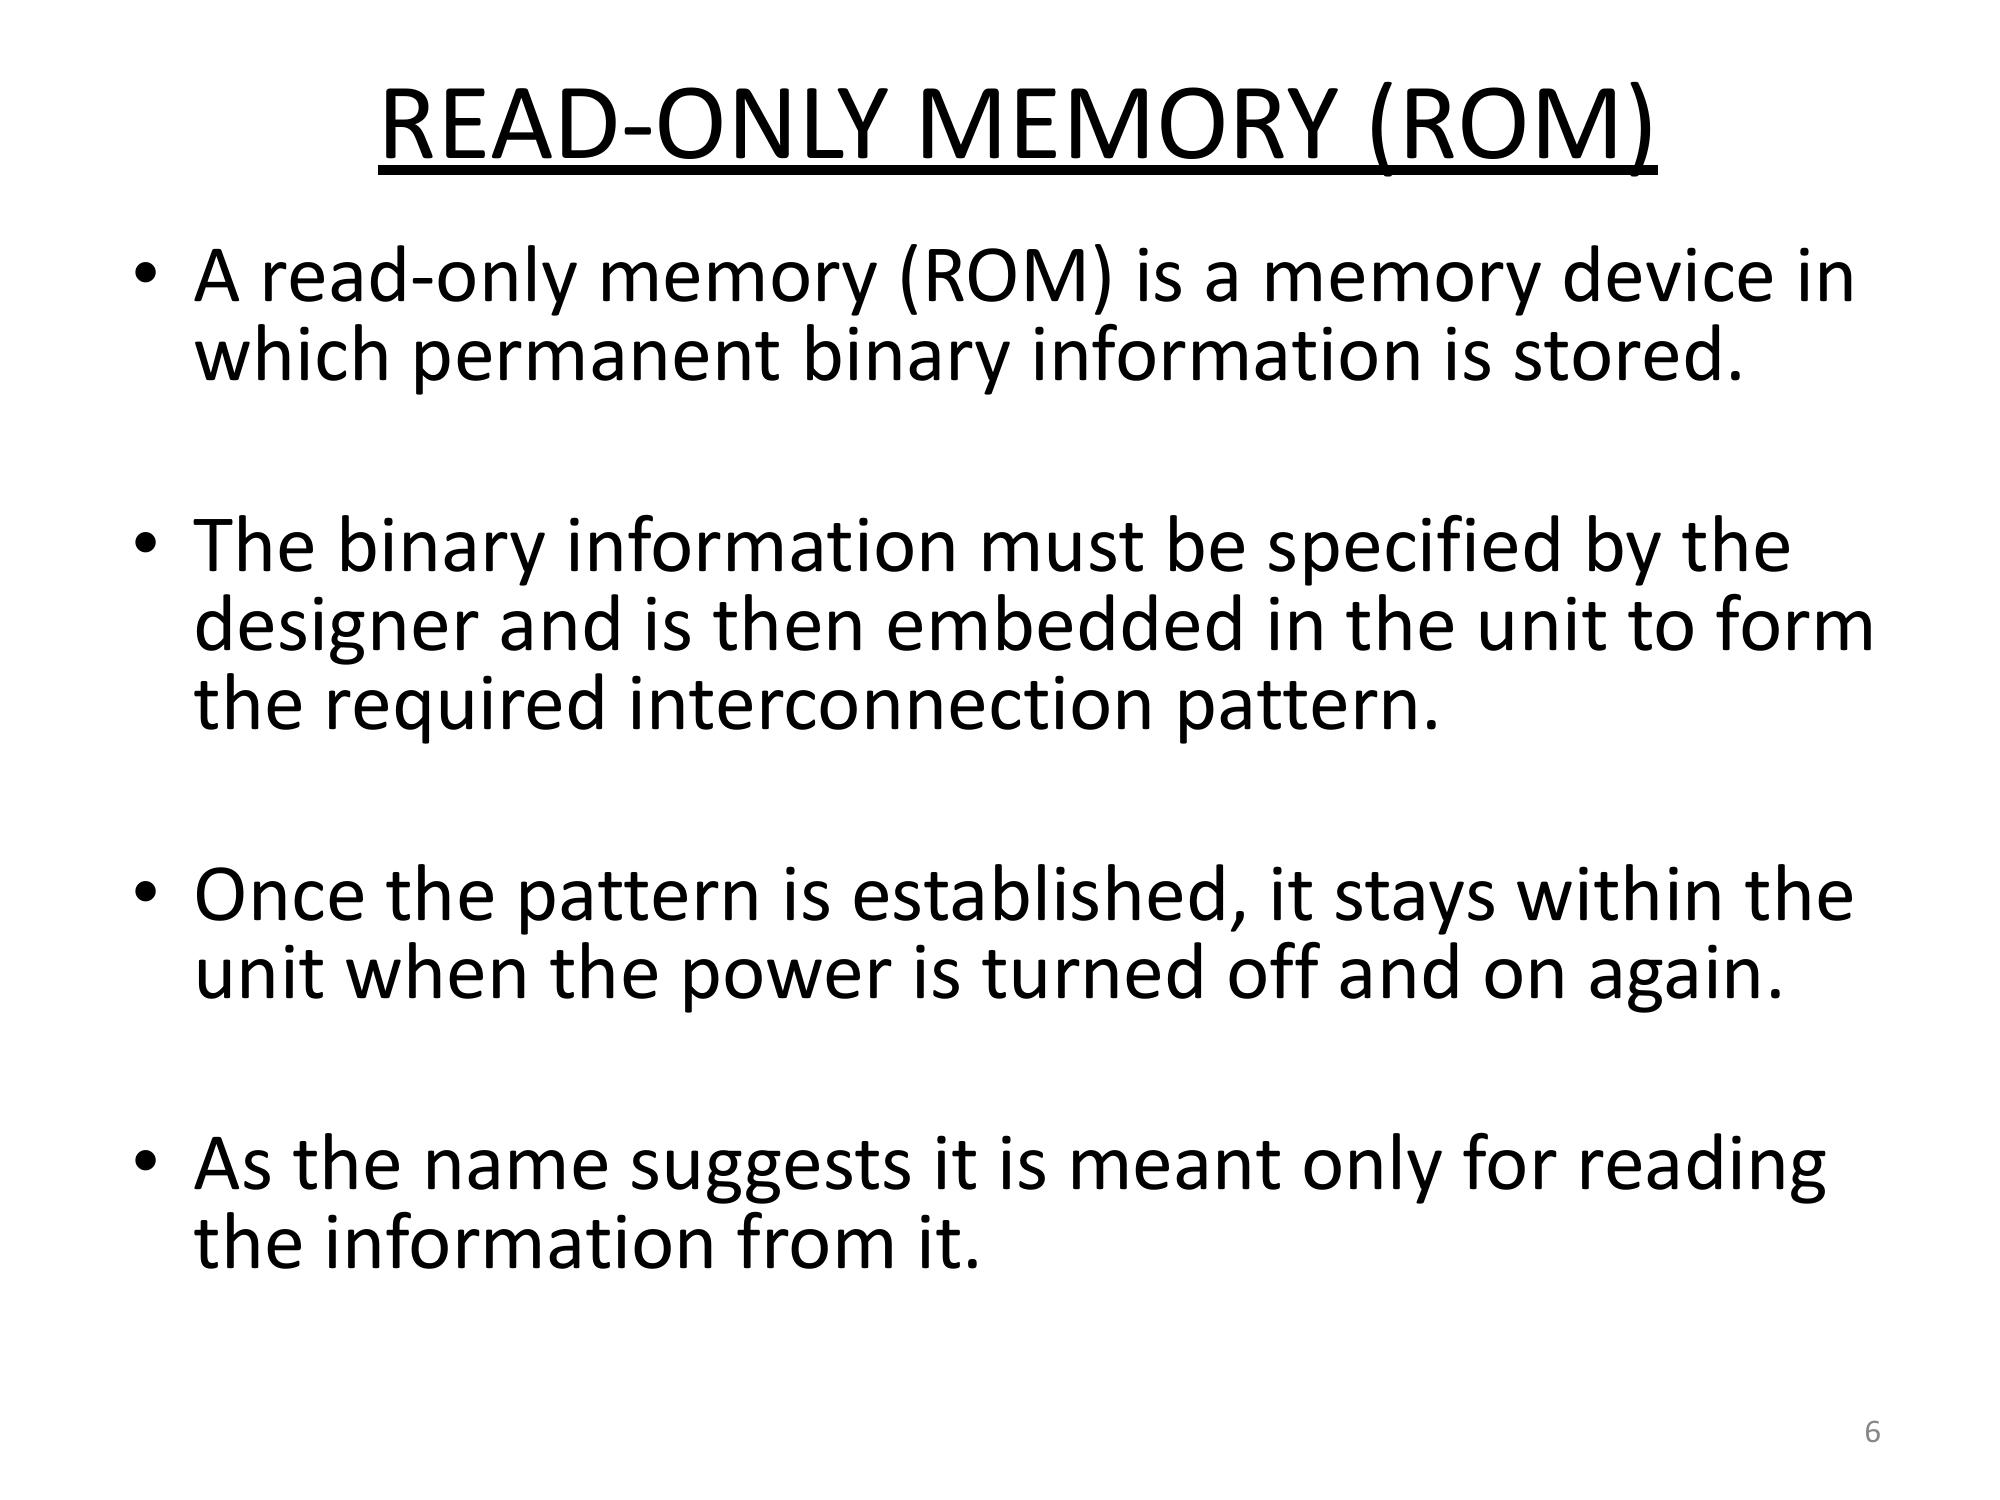 READ-ONLY MEMORY (ROM)
• A read-only memory (ROM) is a memory device in
which permanent binary information is stored.
• The binary information must be specified by the
designer and is then embedded in the unit to form
the required interconnection pattern.
• Once the pattern is established, it stays within the
unit when the power is turned off and on again.
• As the name suggests it is meant only for reading
the information from it.
6